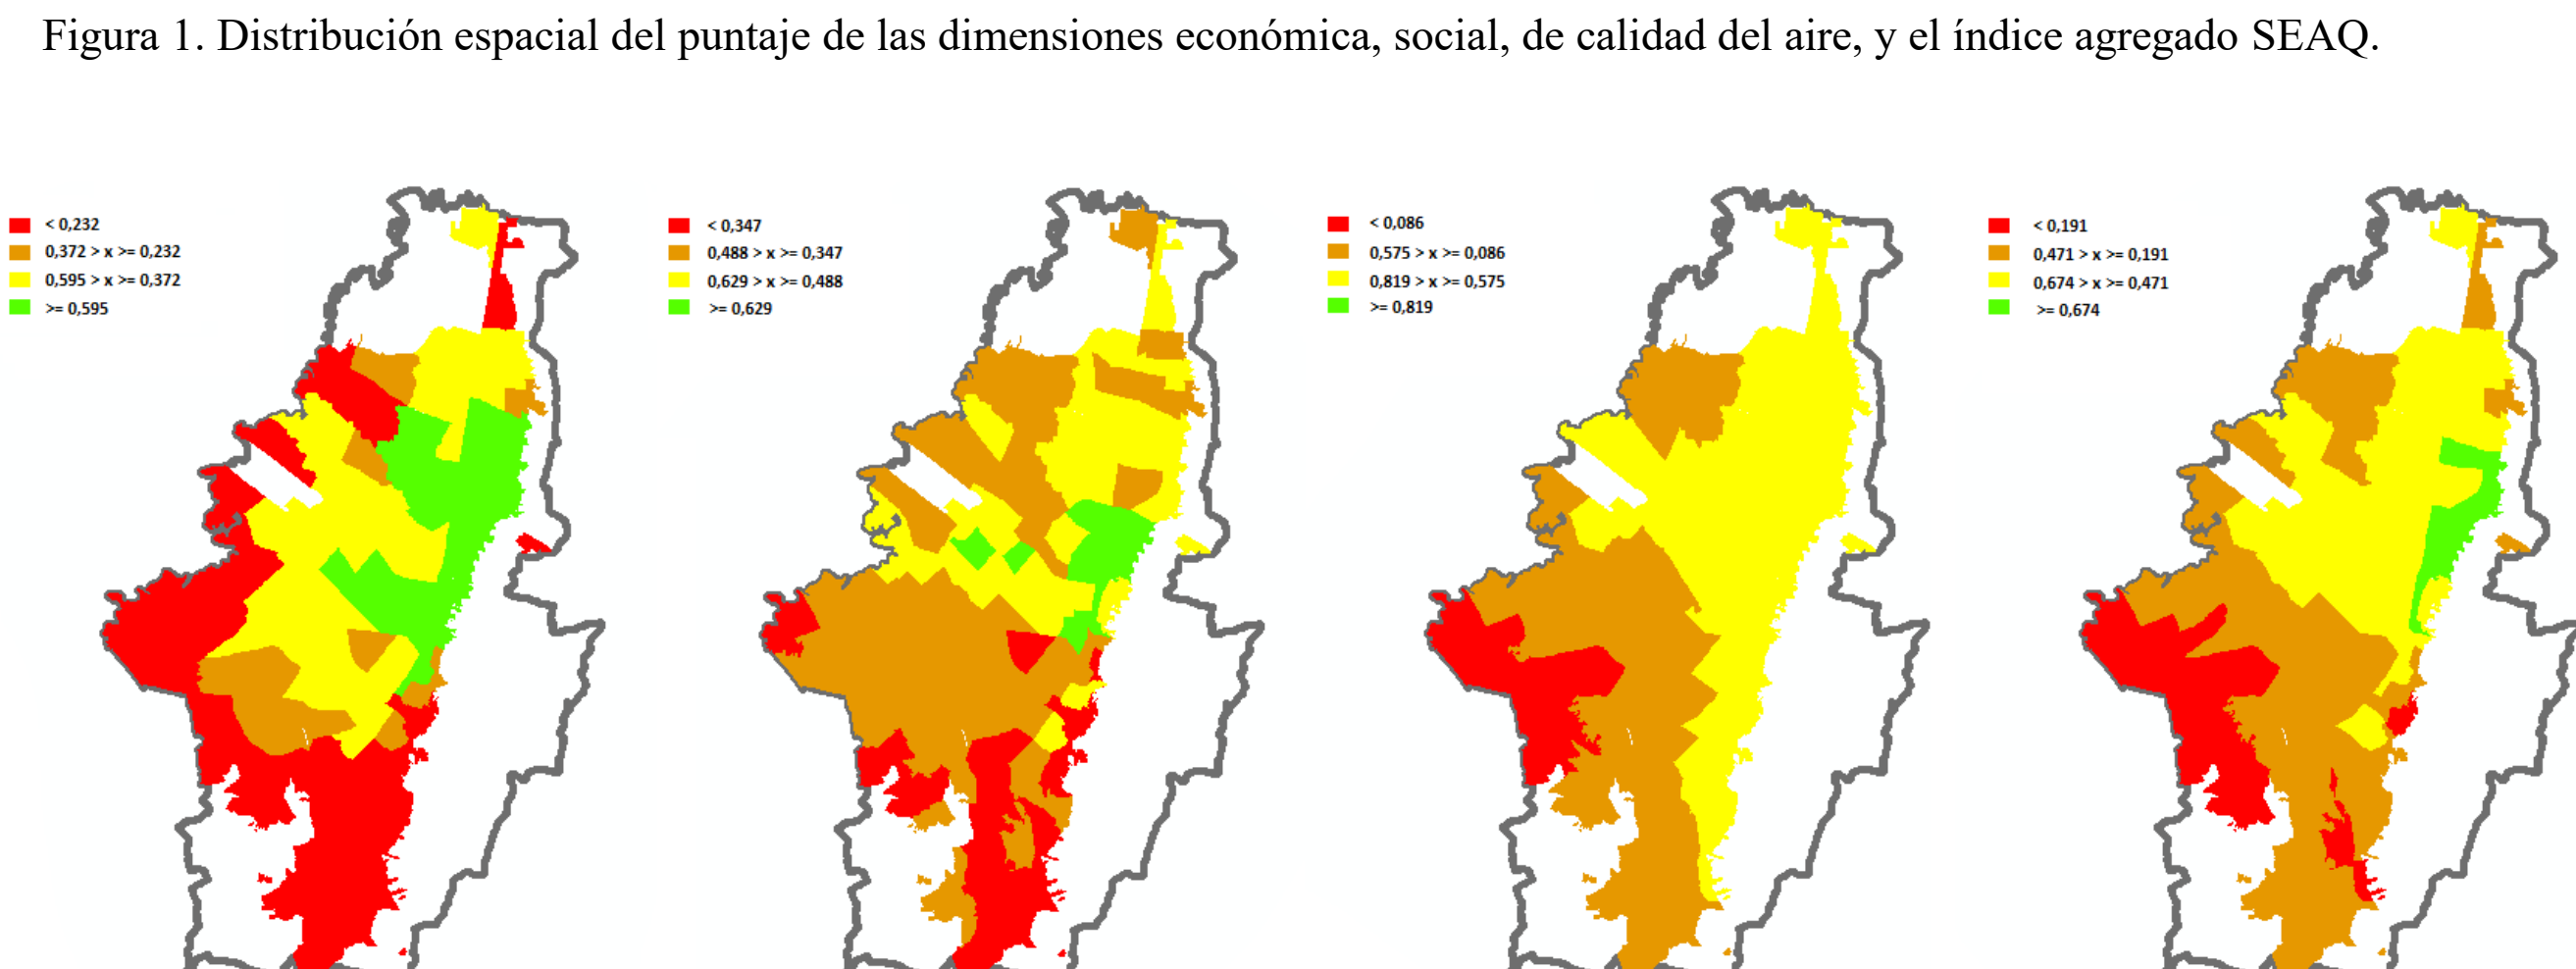 Figura 1. Distribución espacial del puntaje de las dimensiones económica, social, de calidad del aire, y el índice agregado SEAQ.
< 0,232
0,372 > x >= 0,232
0,595 > x >= 0,372
>= 0,595
< 0,347
0,488 > x >= 0,347
0,629 > x >= 0,488
>= 0,629
< 0,086
0,575 > x >= 0,086
0,819 > x >= 0,575
>= 0,819
< 0,191
0,471 > x >= 0,191
0,674 > x >= 0,471
>= 0,674